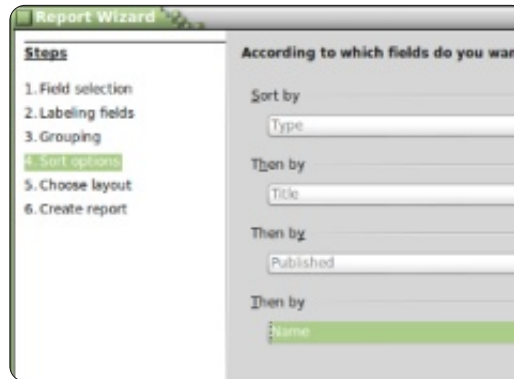 Report Wizard
Steps
1. Field selection
2. Labeling fields
3. Grouping
4. Sort options
5. Choose layout
6. Create report
According to which fields do you
Sort by
Type
Then by
Title
Then by
Published
Then by
Name